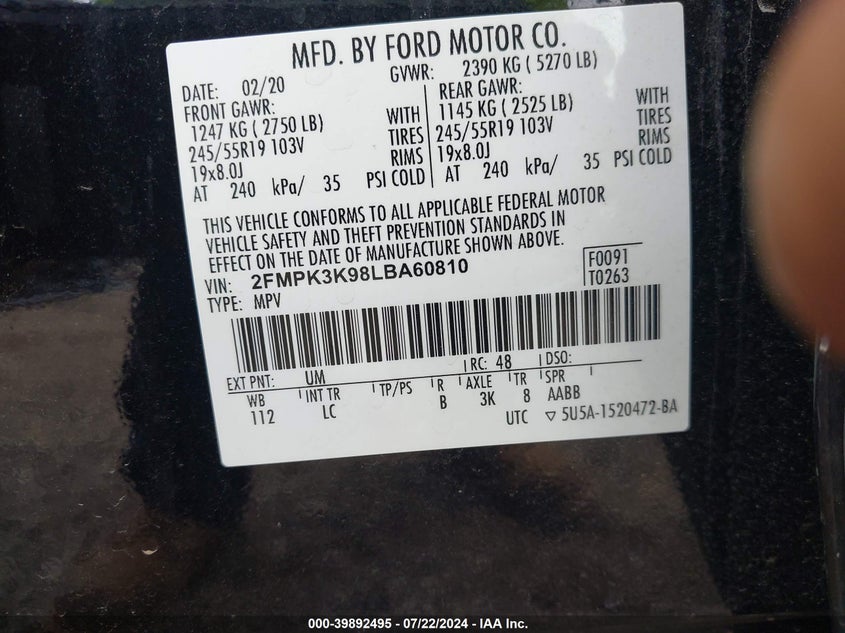 MFD. BY FORD MOTOR CO.
DATE: 02/20 GVWR: 2390 KG ( 5270 LB)
FRONT GAWR: REAR GAWR:
1247 KG ( 2750 LB) WITH 1145 KG ( 2525 LB) WITH
245/55R19 103V TIRES 245/55R19 103V TIRES
19x8.0J RIMS 19x8.0J RIMS
AT 240 kPa/ 35 PSI COLD AT 240 kPa/ 35 PSI COLD
THIS VEHICLE CONFORMS TO ALL APPLICABLE FEDERAL MOTOR
VEHICLE SAFETY AND THEFT PREVENTION STANDARDS IN
EFFECT ON THE DATE OF MANUFACTURE SHOWN ABOVE.
VIN: 2FMPK3K98LBA60810 F0091
TYPE: MPV T0263
EXT PNT: UM RC: 48 DSO:
WB INT TR TP/PS R AXLE TR SPR
112 LC B 3K 8 AABB
UTC ▽ 5U5A-1520472-BA
000-39892495 - 07/22/2024 - IAA Inc.